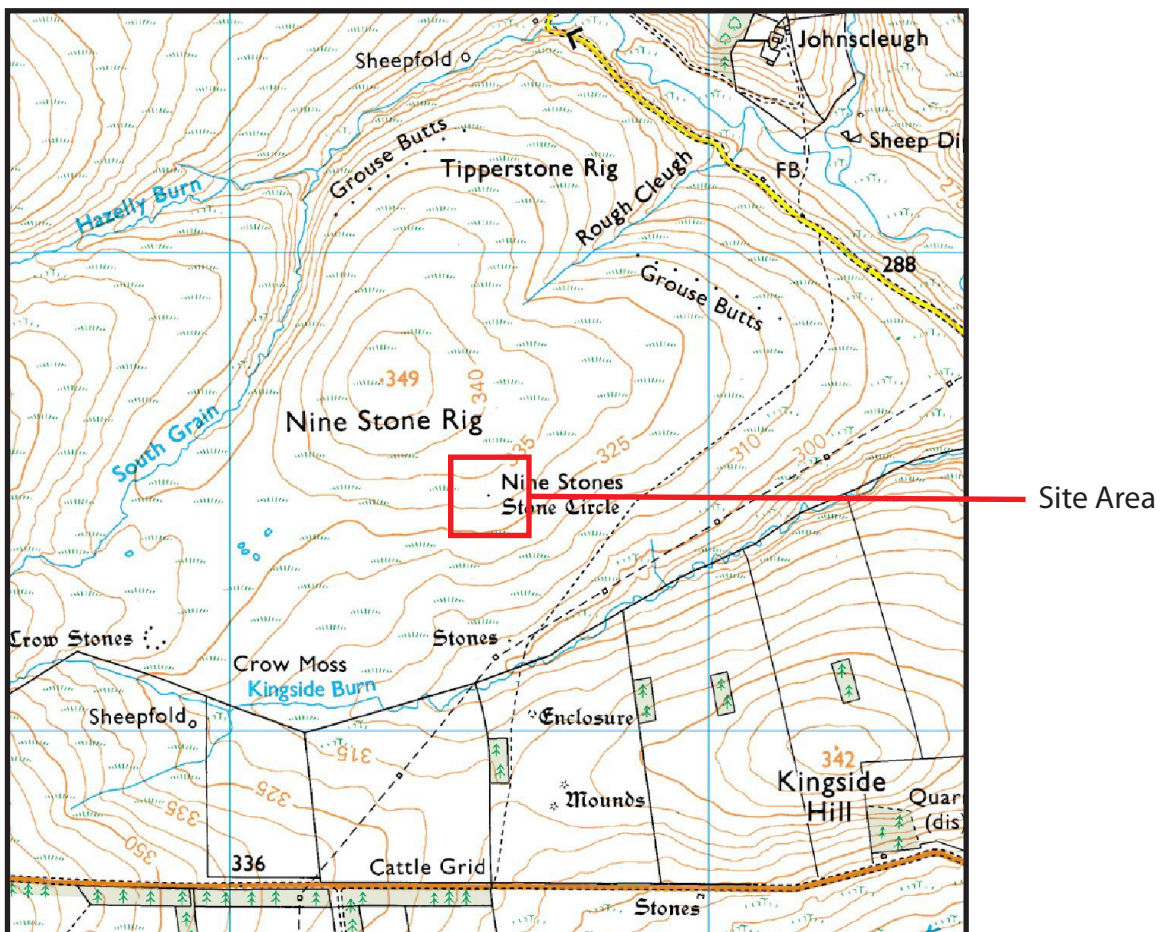 Johnscleugh
Sheepfold
Sheep Di
Grouse Butts
Tipperstone Rig
FB
Rough Cleugh
Hazelly Burn
288
Grouse Butts
349
340
Nine Stone Rig
South Grain
335
325
310
300
Nine Stones
Stone Circle
Site Area
Crow Stones
Stones
Crow Moss
Kingside Burn
Sheepfold
Enclosure
315
342
Kingside
Hill
325
Mounds
Quar
(dis)
335
350
336
Cattle Grid
Stones